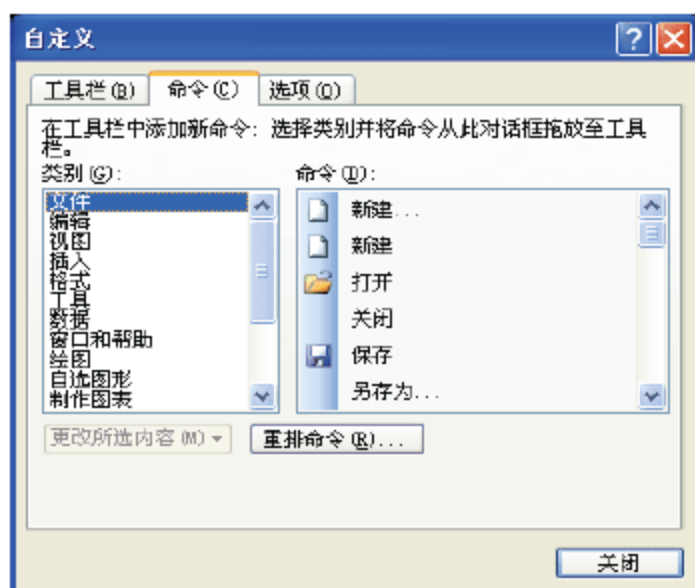 自定义
工具栏(B) 命令(C) 选项(O)
在工具栏中添加新命令: 选择类别并将命令从此对话框拖放至工具
栏。
类别(G): 命令(D):
文件
编辑
视图
插入
格式
工具
数据
窗口和帮助
绘图
自选图形
制作图表
新建...
新建
打开
关闭
保存
另存为...
更改所选内容(M) 重排命令(R)...
关闭